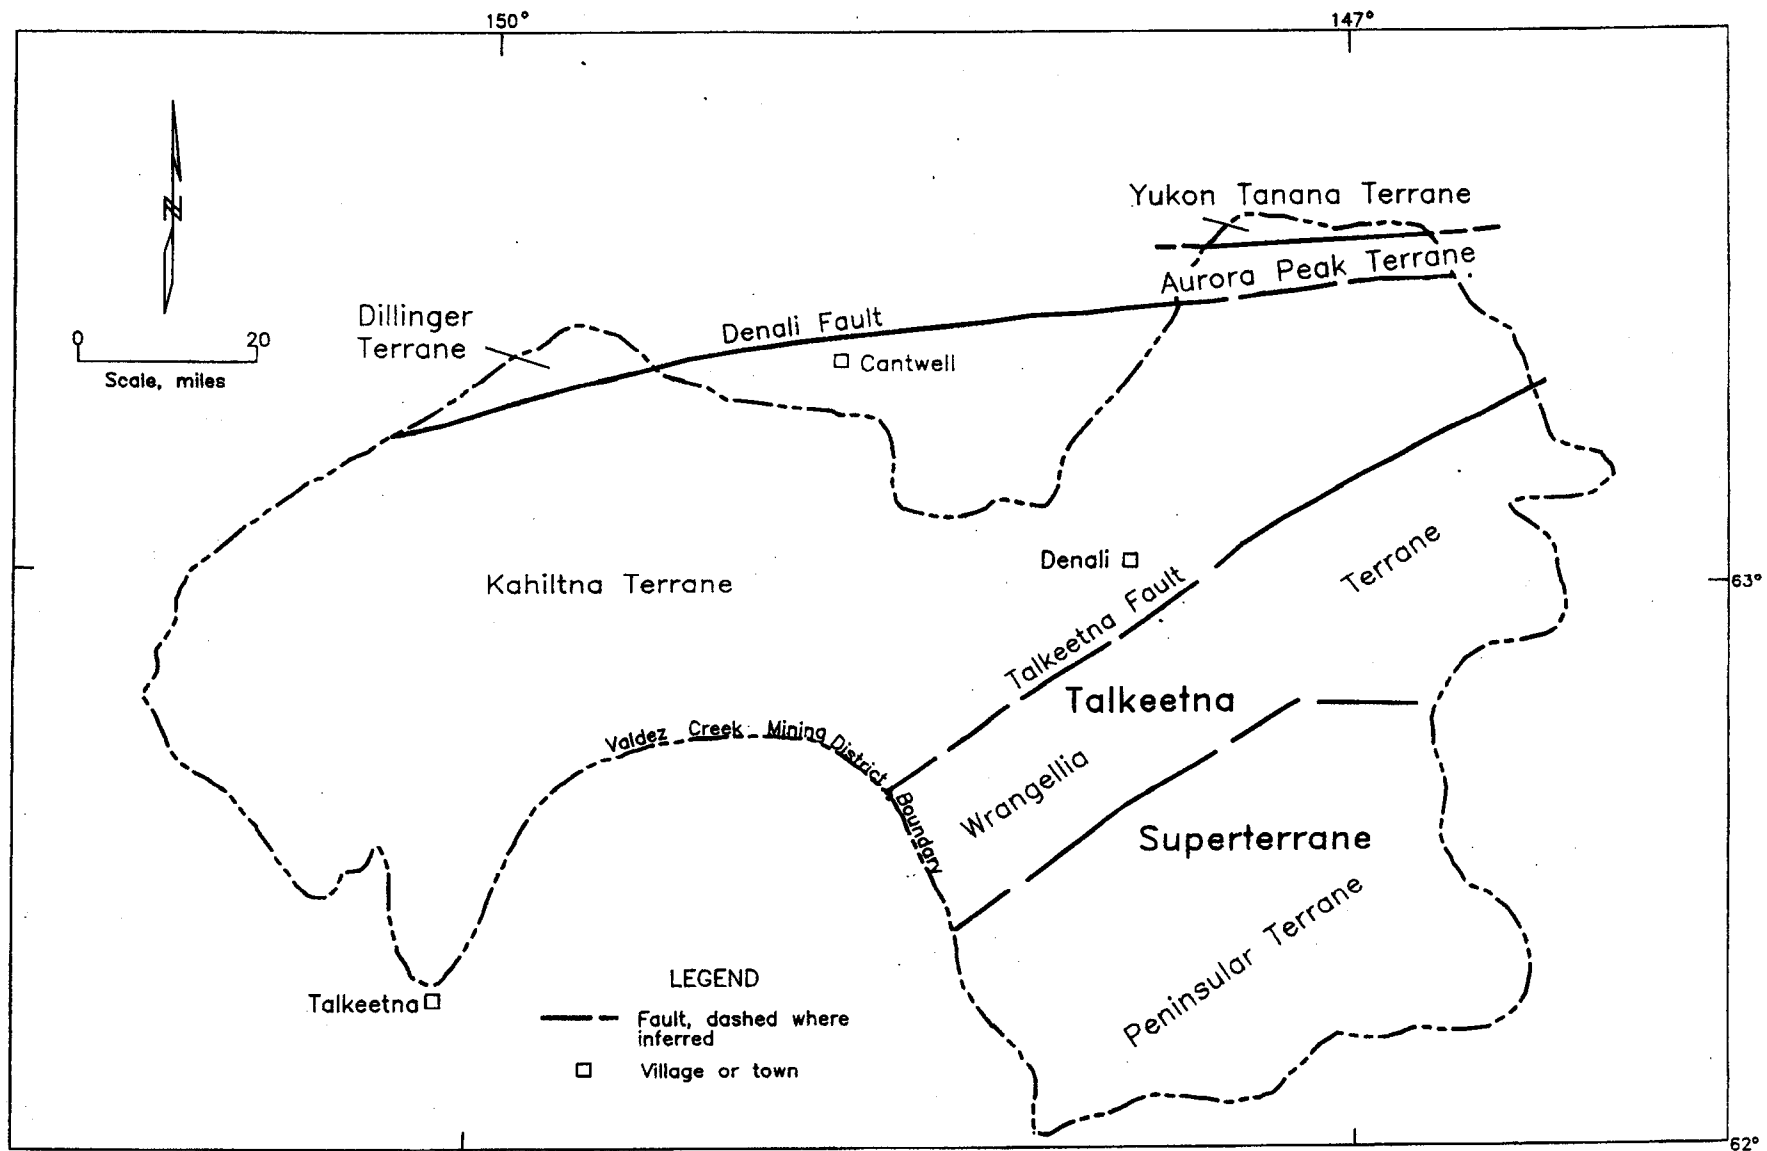 150°
147°
N
Yukon Tanana Terrane
Aurora Peak Terrane
Dillinger
Terrane
Denali Fault
Cantwell
0 20
Scale, miles
Denali
Kahiltna Terrane
63°
Talkeetna Fault
Talkeetna
Superterrane
Wrangellia Terrane
Valdez Creek Mining District Boundary
Peninsular Terrane
Talkeetna
LEGEND
Fault, dashed where
inferred
Village or town
62°